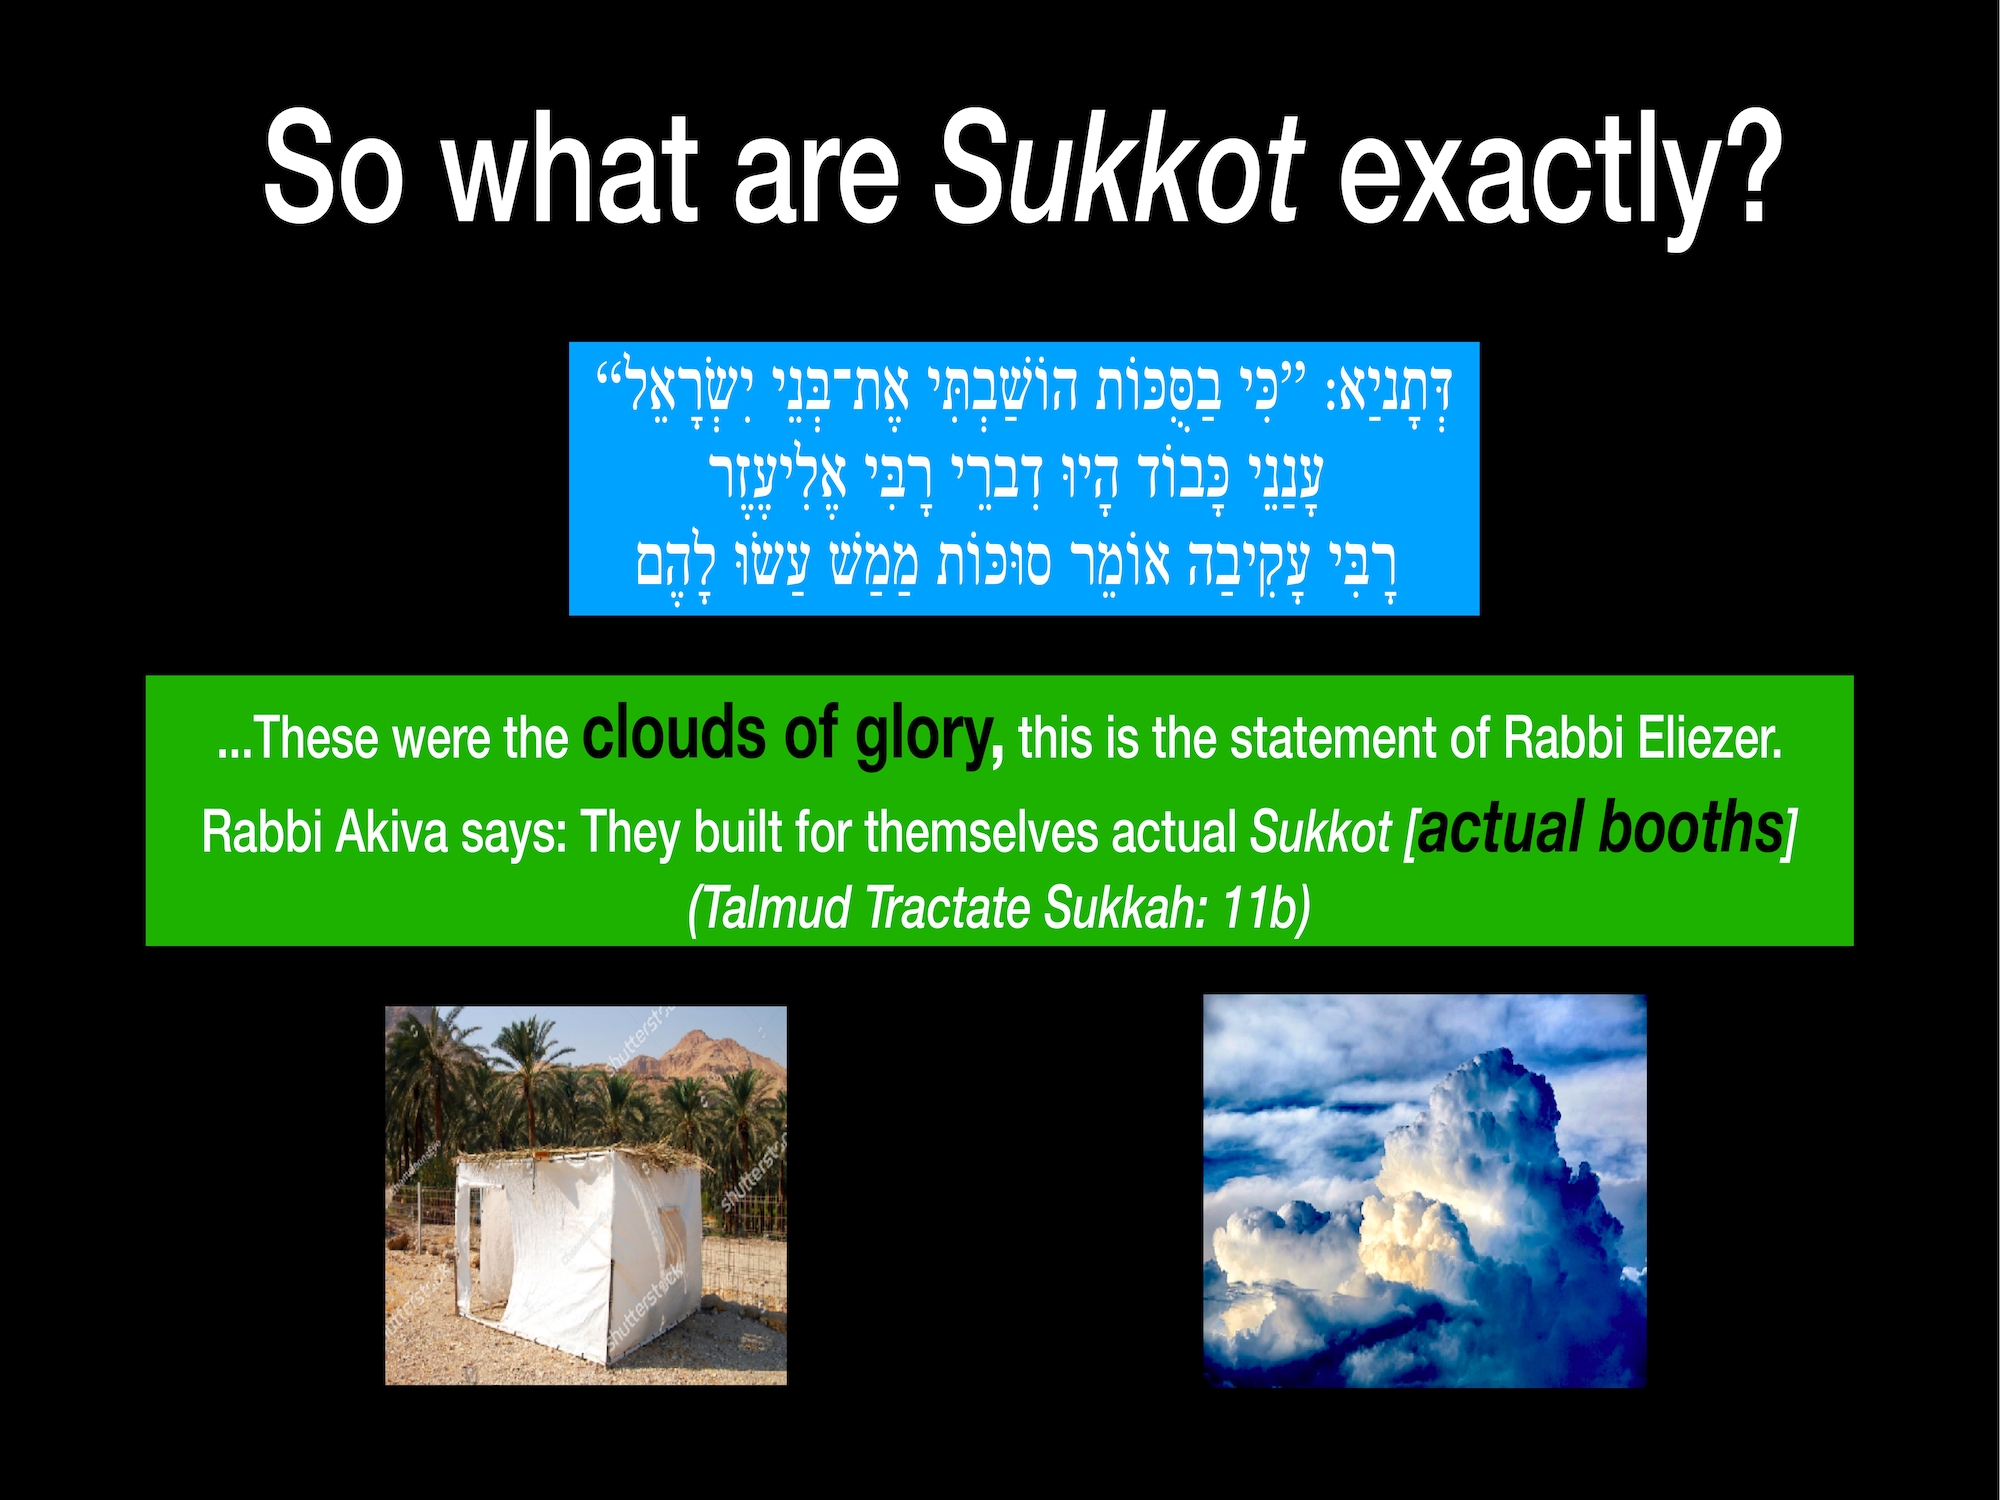 So what are Sukkot exactly?
דְּתָנִיַא: ”כִּי בַסֻּכּוֹת הוֹשַׁבְתִּי אֶת־בְּנֵי יִשְׂרָאֵל“
עַנְנֵי כָּבוֹד הָיוּ דִברֵי רָבִּי אֱלִיעֶזֶר
רָבִּי עָקִיבַה אוֹמֵר סוּכּוֹת מַמַשׁ עַשׂוּ לָהֶם
...These were the clouds of glory, this is the statement of Rabbi Eliezer.
Rabbi Akiva says: They built for themselves actual Sukkot [actual booths]
(Talmud Tractate Sukkah: 11b)
shutterstock
shutterstock
shutterstock
shutterstock